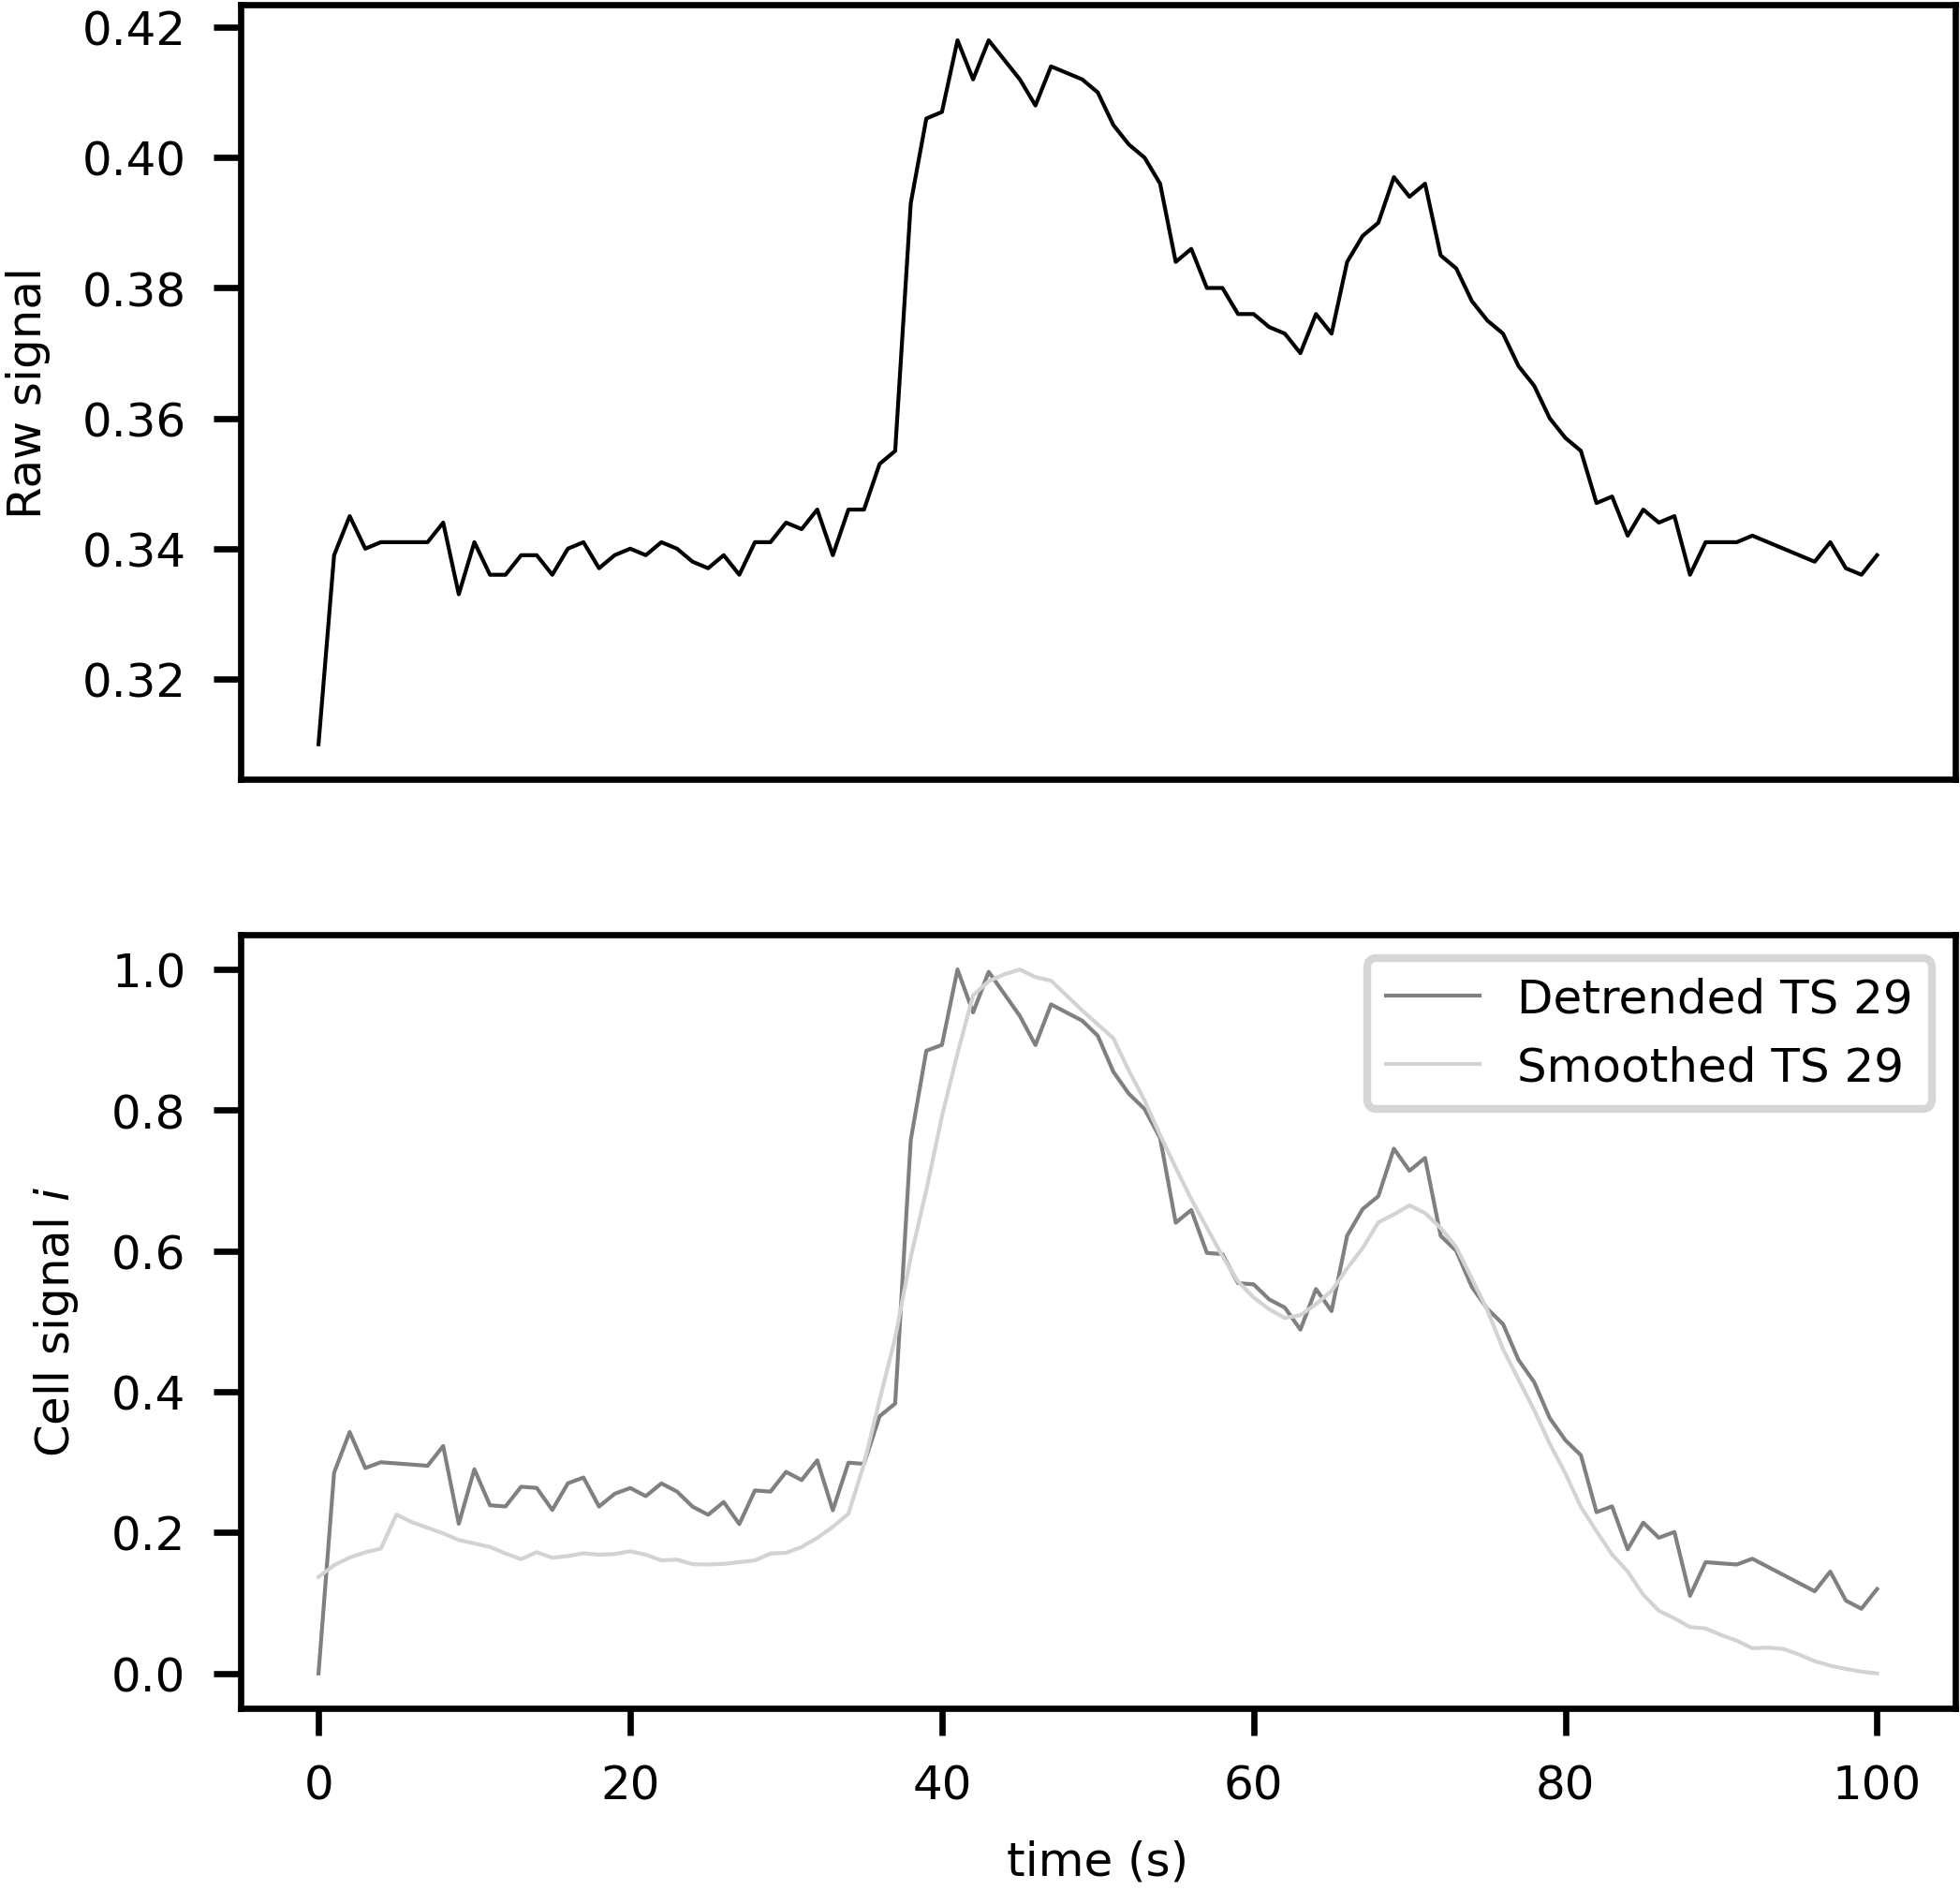 0.42
0.40
0.38
0.36
0.34
0.32
Raw signal
1.0
0.8
0.6
0.4
0.2
0.0
Cell signal i
Detrended TS 29
Smoothed TS 29
0 20 40 60 80 100
time (s)